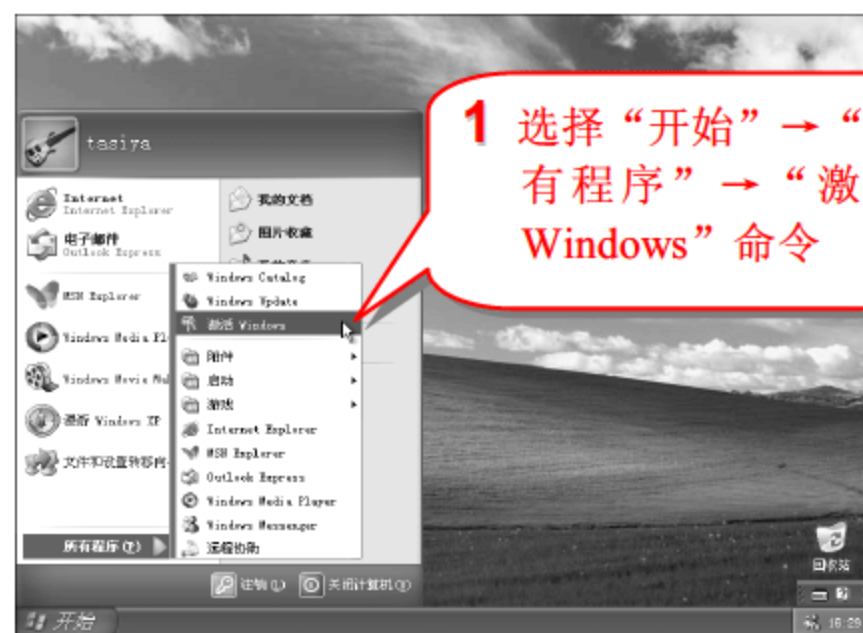 tasiya
1 选择“开始”→“
有程序”→“激
Windows”命令
Internet
Internet Explorer
我的文档
电子邮件
Outlook Express
图片收藏
Windows Catalog
Windows Update
MSN Explorer
激活 Windows
Windows Media Pl
附件
Windows Movie Ma
启动
游戏
漫游 Windows XP
Internet Explorer
MSN Explorer
文件和设置转移向
Outlook Express
Windows Media Player
Windows Messenger
所有程序(P)
远程协助
回收站
注销(L)
关闭计算机(U)
开始
16:29